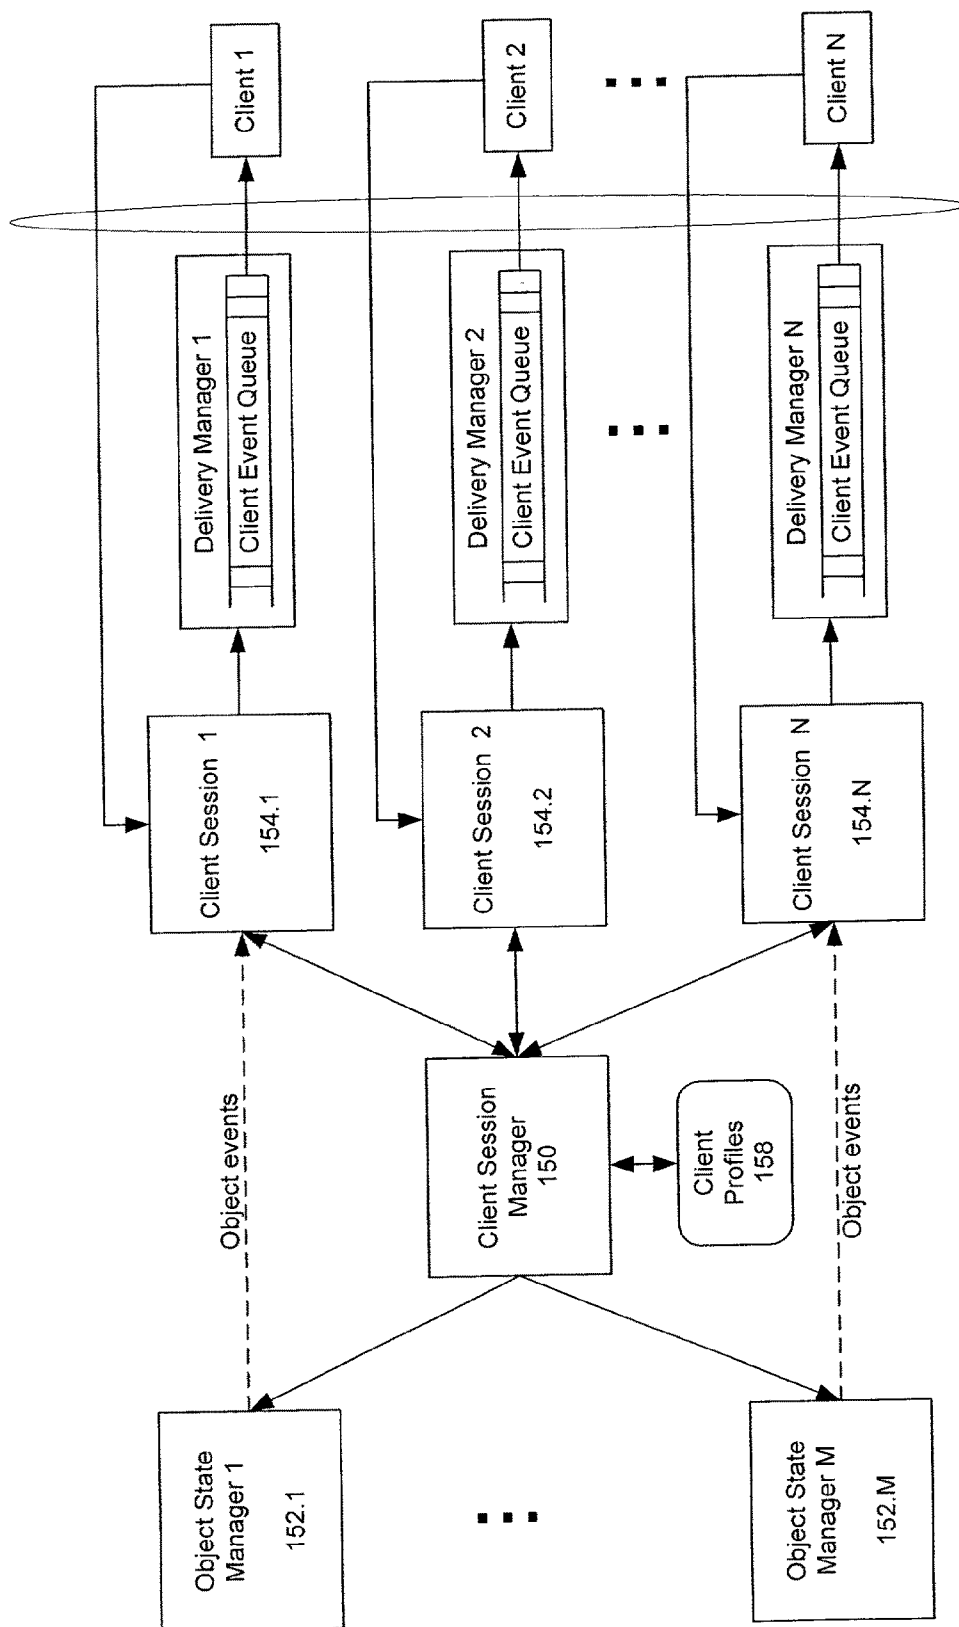 Object State
Manager 1
152.1
Object State
Manager M
152.M
Object events
Object events
Client Session
Manager
150
Client
Profiles
158
Client Session 1
154.1
Client Session 2
154.2
Client Session N
154.N
Delivery Manager 1
Client Event Queue
Delivery Manager 2
Client Event Queue
Delivery Manager N
Client Event Queue
Client 1
Client 2
Client N